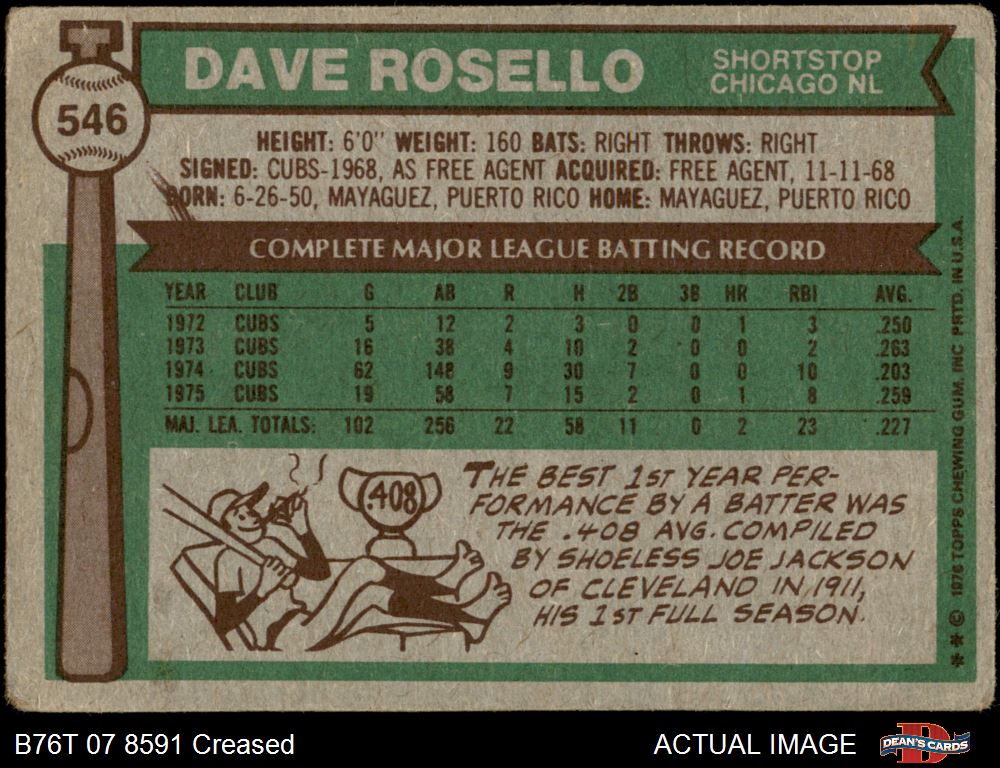 546
DAVE ROSELLO
SHORTSTOP
CHICAGO NL
HEIGHT: 6'0" WEIGHT: 160 BATS: RIGHT THROWS: RIGHT
SIGNED: CUBS-1968, AS FREE AGENT ACQUIRED: FREE AGENT, 11-11-68
BORN: 6-26-50, MAYAGUEZ, PUERTO RICO HOME: MAYAGUEZ, PUERTO RICO
COMPLETE MAJOR LEAGUE BATTING RECORD
YEAR CLUB G AB R H 2B 3B HR RBI AVG.
1972 CUBS 5 12 2 3 0 0 1 3 .250
1973 CUBS 16 38 4 10 2 0 0 2 .263
1974 CUBS 62 148 9 30 7 0 0 10 .203
1975 CUBS 19 58 7 15 2 0 1 8 .259
MAJ. LEA. TOTALS: 102 256 22 58 11 0 2 23 .227
.408
THE BEST 1ST YEAR PER-
FORMANCE BY A BATTER WAS
THE .408 AVG. COMPILED
BY SHOELESS JOE JACKSON
OF CLEVELAND IN 1911,
HIS 1ST FULL SEASON.
** © 1976 TOPPS CHEWING GUM, INC PRTD. IN U.S.A.
B76T 07 8591 Creased
ACTUAL IMAGE
DEAN'S CARDS